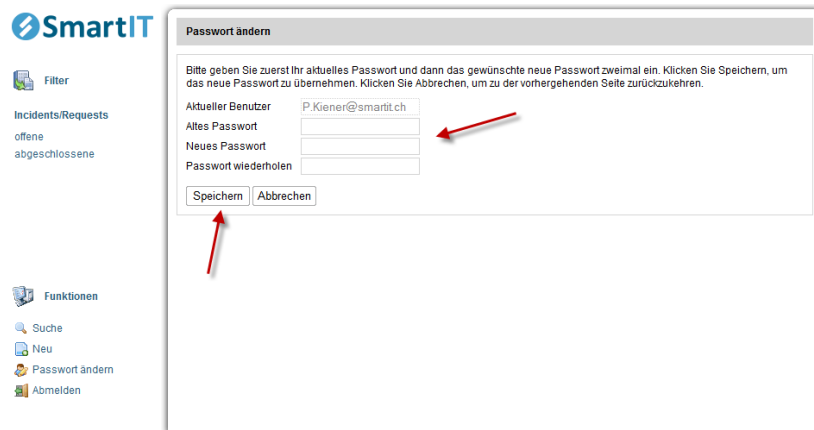 SmartIT
Filter
Incidents/Requests
offene
abgeschlossene
Funktionen
Suche
Neu
Passwort ändern
Abmelden
Passwort ändern
Bitte geben Sie zuerst Ihr aktuelles Passwort und dann das gewünschte neue Passwort zweimal ein. Klicken Sie Speichern, um
das neue Passwort zu übernehmen. Klicken Sie Abbrechen, um zu der vorhergehenden Seite zurückzukehren.
Aktueller Benutzer P.Kiener@smartit.ch
Altes Passwort
Neues Passwort
Passwort wiederholen
Speichern Abbrechen